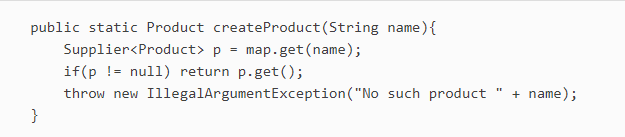 public static Product createProduct(String name){
    Supplier<Product> p = map.get(name);
    if(p != null) return p.get();
    throw new IllegalArgumentException("No such product " + name);
}